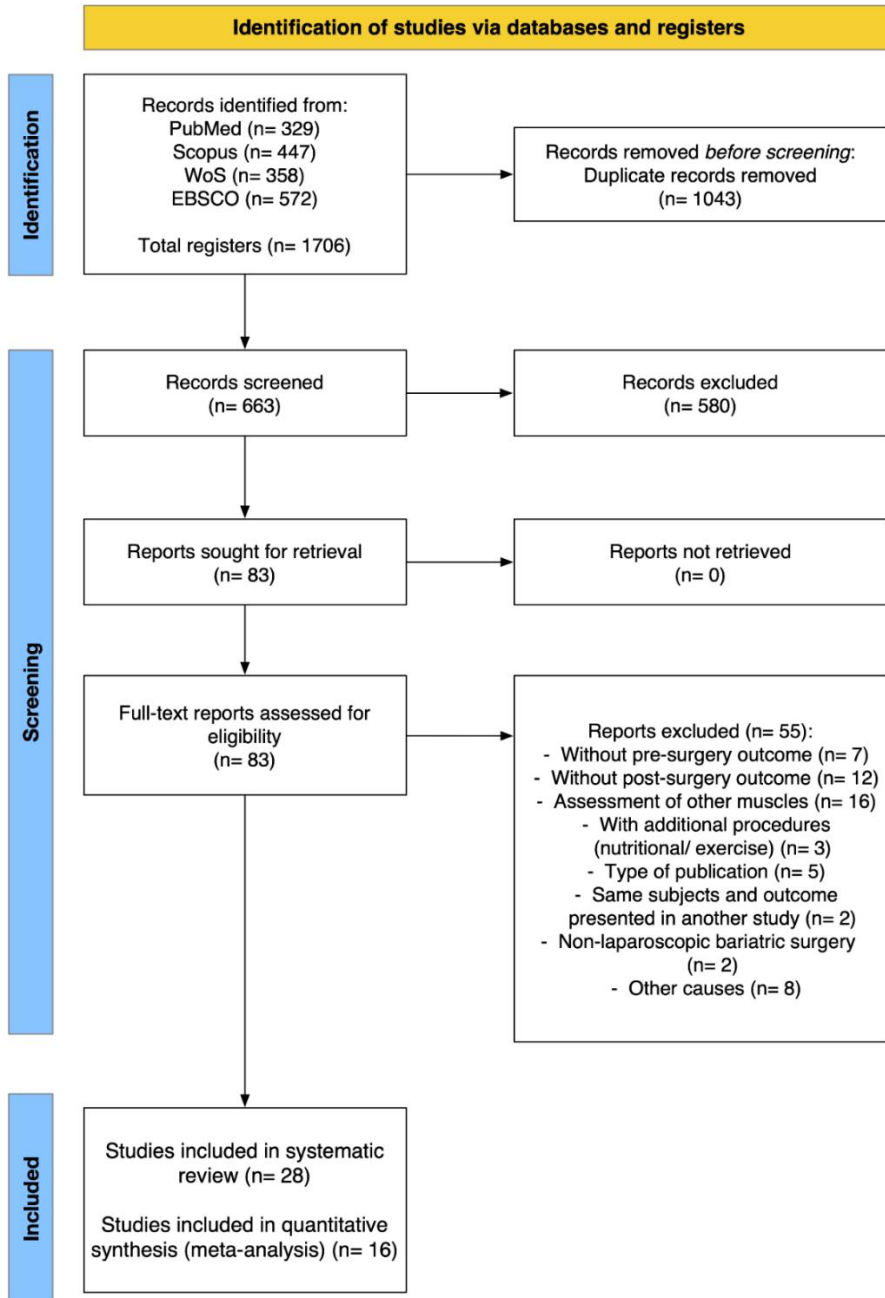 Identification of studies via databases and registers
Identification
Records identified from:
PubMed (n= 329)
Scopus (n= 447)
WoS (n= 358)
EBSCO (n= 572)
Total registers (n= 1706)
Records removed before screening:
Duplicate records removed
(n= 1043)
Screening
Records screened
(n= 663)
Records excluded
(n= 580)
Reports sought for retrieval
(n= 83)
Reports not retrieved
(n= 0)
Full-text reports assessed for
eligibility
(n= 83)
Reports excluded (n= 55):
- Without pre-surgery outcome (n= 7)
- Without post-surgery outcome (n= 12)
- Assessment of other muscles (n= 16)
- With additional procedures
(nutritional/ exercise) (n= 3)
- Type of publication (n= 5)
- Same subjects and outcome
presented in another study (n= 2)
- Non-laparoscopic bariatric surgery
(n= 2)
- Other causes (n= 8)
Included
Studies included in systematic
review (n= 28)
Studies included in quantitative
synthesis (meta-analysis) (n= 16)